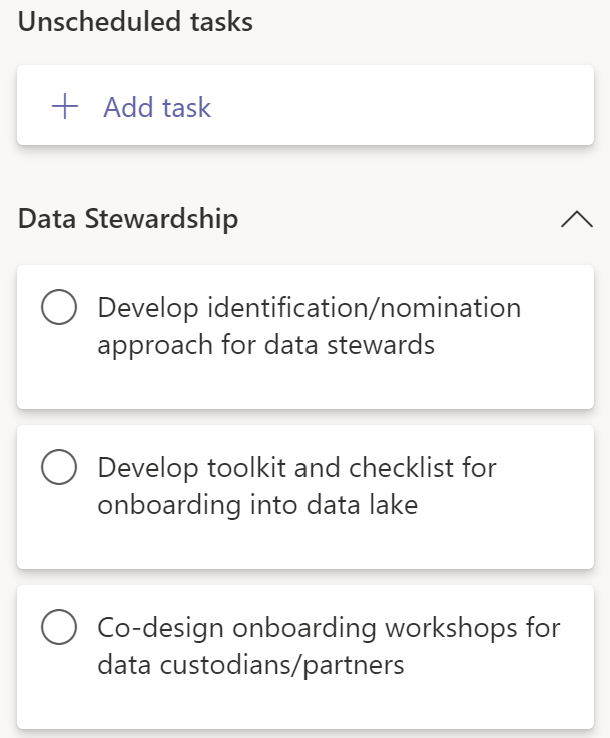 Unscheduled tasks
+ Add task
Data Stewardship
Develop identification/nomination
approach for data stewards
Develop toolkit and checklist for
onboarding into data lake
Co-design onboarding workshops for
data custodians/partners